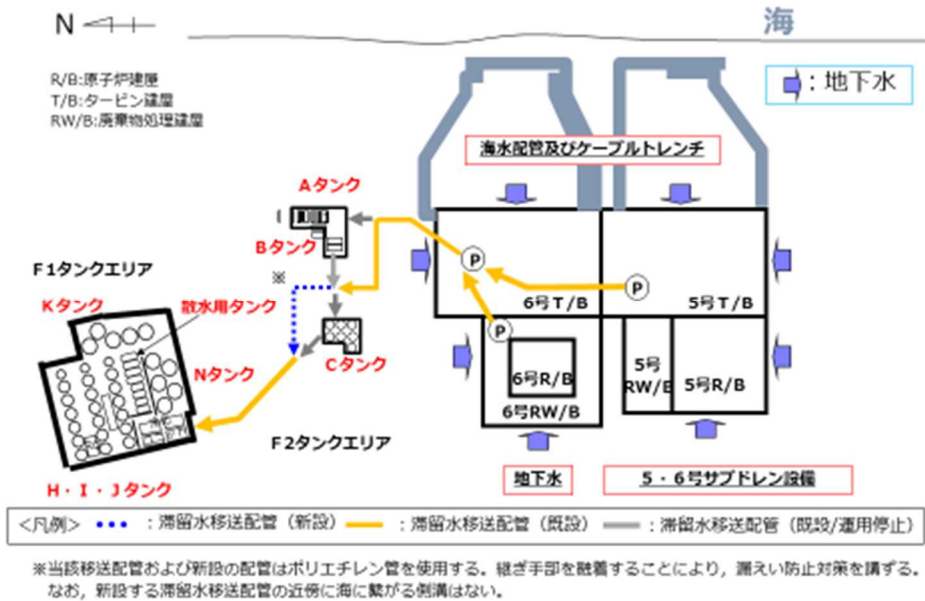 N
海
R/B:原子炉建屋
T/B:タービン建屋
RW/B:廃棄物処理建屋
:地下水
海水配管及びケーブルトレンチ
Aタンク
Bタンク
※
F1タンクエリア
Kタンク
散水用タンク
Nタンク
Cタンク
F2タンクエリア
H・I・Jタンク
P
P
P
6号T/B
5号T/B
6号R/B
6号RW/B
5号
RW/B
5号R/B
地下水
5・6号サブドレン設備
<凡例>
:滞留水移送配管(新設)
:滞留水移送配管(既設)
:滞留水移送配管(既設/運用停止)
※当該移送配管および新設の配管はポリエチレン管を使用する。継ぎ手部を融着することにより,漏えい防止対策を講ずる。
なお,新設する滞留水移送配管の近傍に海に繋がる側溝はない。